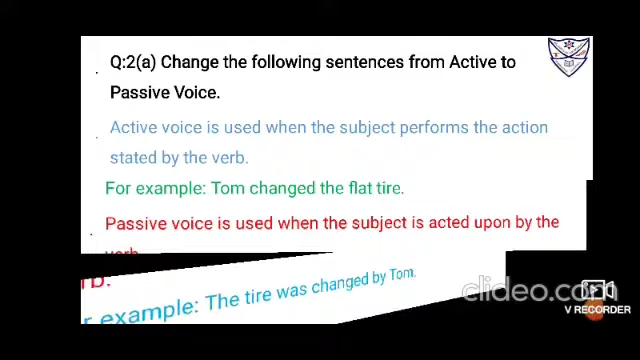 Q:2(a) Change the following sentences from Active to
Passive Voice.
Active voice is used when the subject performs the action
stated by the verb.
For example: Tom changed the flat tire.
Passive voice is used when the subject is acted upon by the
verb.
example: The tire was changed by Tom.
clideo.com
V RECORDER